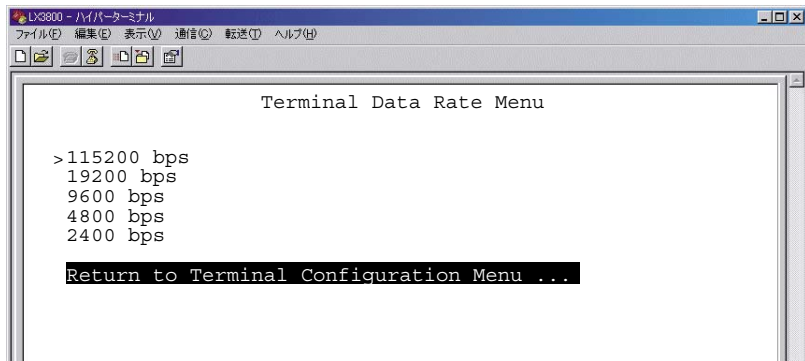 LX3800 - ハイパーターミナル
ファイル(F) 編集(E) 表示(V) 通信(C) 転送(T) ヘルプ(H)
Terminal Data Rate Menu
>115200 bps
19200 bps
9600 bps
4800 bps
2400 bps
Return to Terminal Configuration Menu ...